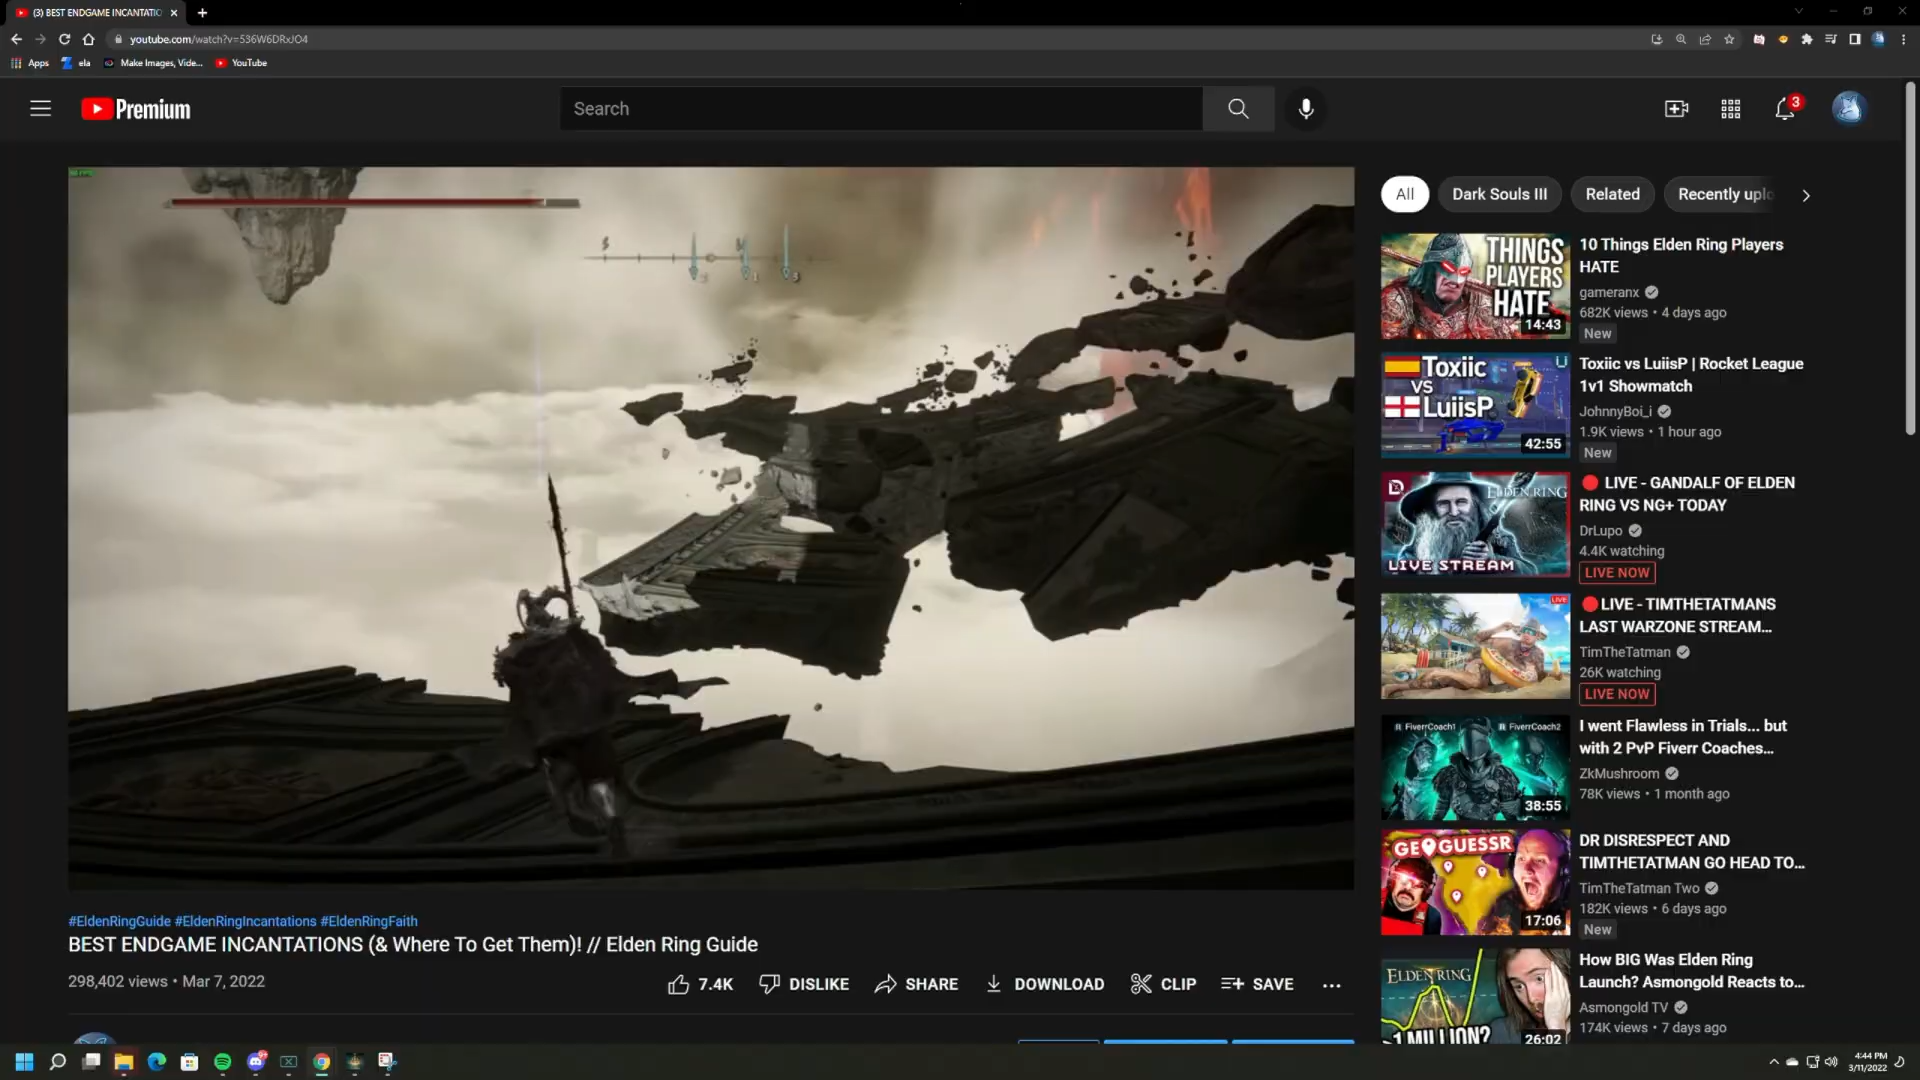 (3) BEST ENDGAME INCANTATIO
youtube.com/watch?v=536W6DRxJO4
Apps
ela
Make Images, Vide...
YouTube
Premium
Search
3
All
Dark Souls III
Related
Recently uplo
THINGS PLAYERS HATE
14:43
10 Things Elden Ring Players
HATE
gameranx
682K views • 4 days ago
New
Toxiic
VS
LuiisP
42:55
Toxiic vs LuiisP | Rocket League
1v1 Showmatch
JohnnyBoi_i
1.9K views • 1 hour ago
New
ELDEN RING
LIVE STREAM
LIVE - GANDALF OF ELDEN
RING VS NG+ TODAY
DrLupo
4.4K watching
LIVE NOW
LIVE
LIVE - TIMTHETATMANS
LAST WARZONE STREAM...
TimTheTatman
26K watching
LIVE NOW
FiverrCoach1
FiverrCoach2
38:55
I went Flawless in Trials... but
with 2 PvP Fiverr Coaches...
ZkMushroom
78K views • 1 month ago
GEOGUESSR
17:06
DR DISRESPECT AND
TIMTHETATMAN GO HEAD TO...
TimTheTatman Two
182K views • 6 days ago
New
ELDEN RING
1 MILLION?
26:02
How BIG Was Elden Ring
Launch? Asmongold Reacts to...
Asmongold TV
174K views • 7 days ago
#EldenRingGuide #EldenRingIncantations #EldenRingFaith
BEST ENDGAME INCANTATIONS (& Where To Get Them)! // Elden Ring Guide
298,402 views • Mar 7, 2022
7.4K
DISLIKE
SHARE
DOWNLOAD
CLIP
SAVE
4:44 PM
3/11/2022